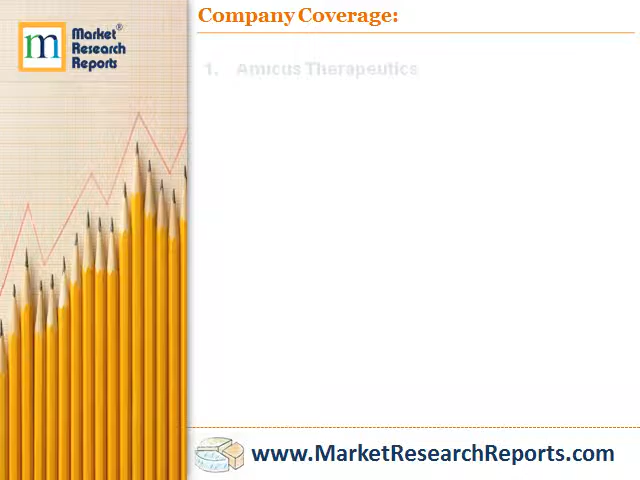 Market®
Research
Reports
m
Company Coverage:
1. Amicus Therapeutics
www.MarketResearchReports.com